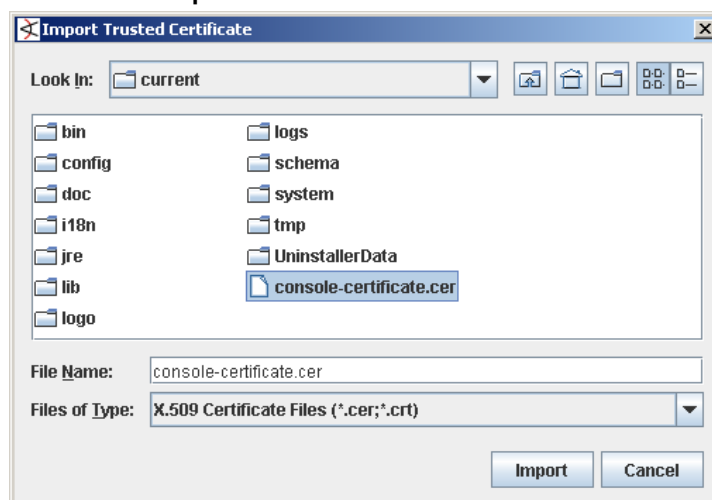 Import Trusted Certificate
Look In: current
bin
config
doc
i18n
jre
lib
logo
logs
schema
system
tmp
UninstallerData
console-certificate.cer
File Name: console-certificate.cer
Files of Type: X.509 Certificate Files (*.cer;*.crt)
Import Cancel